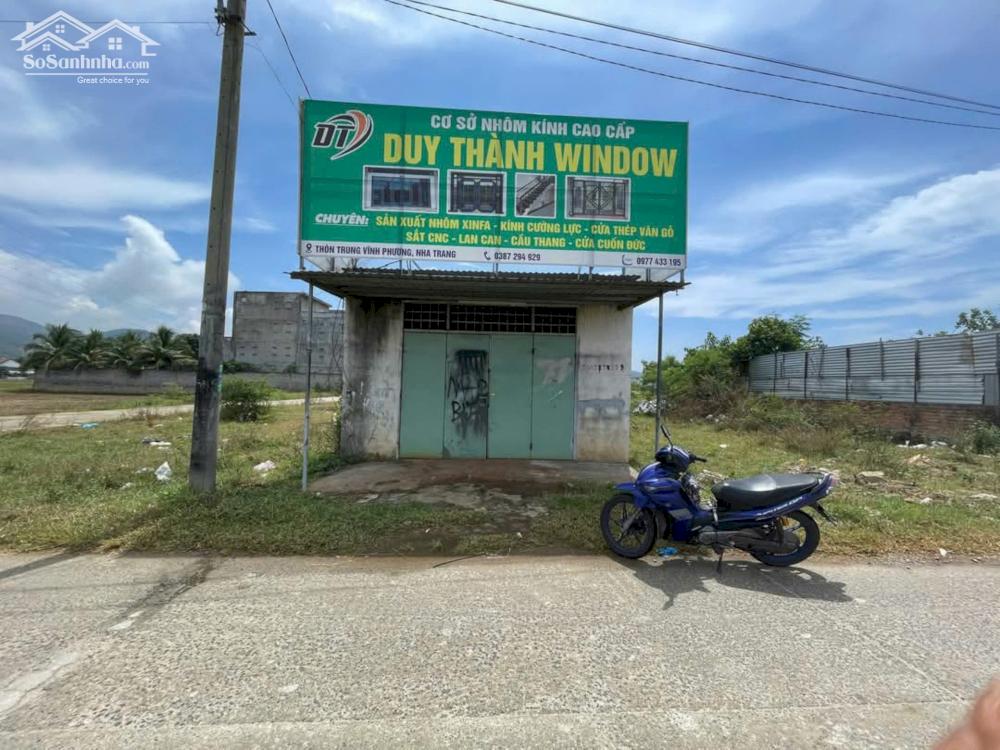 SoSanhnha.com
Great choice for you
DT
CƠ SỞ NHÔM KÍNH CAO CẤP
DUY THÀNH WINDOW
CHUYÊN: SẢN XUẤT NHÔM XINFA - KÍNH CƯỜNG LỰC - CỬA THÉP VÂN GỖ
SẮT CNC - LAN CAN - CẦU THANG - CỬA CUỐN ĐỨC
THÔN TRUNG VĨNH PHƯƠNG, NHA TRANG 0387 294 929 0977 433 195